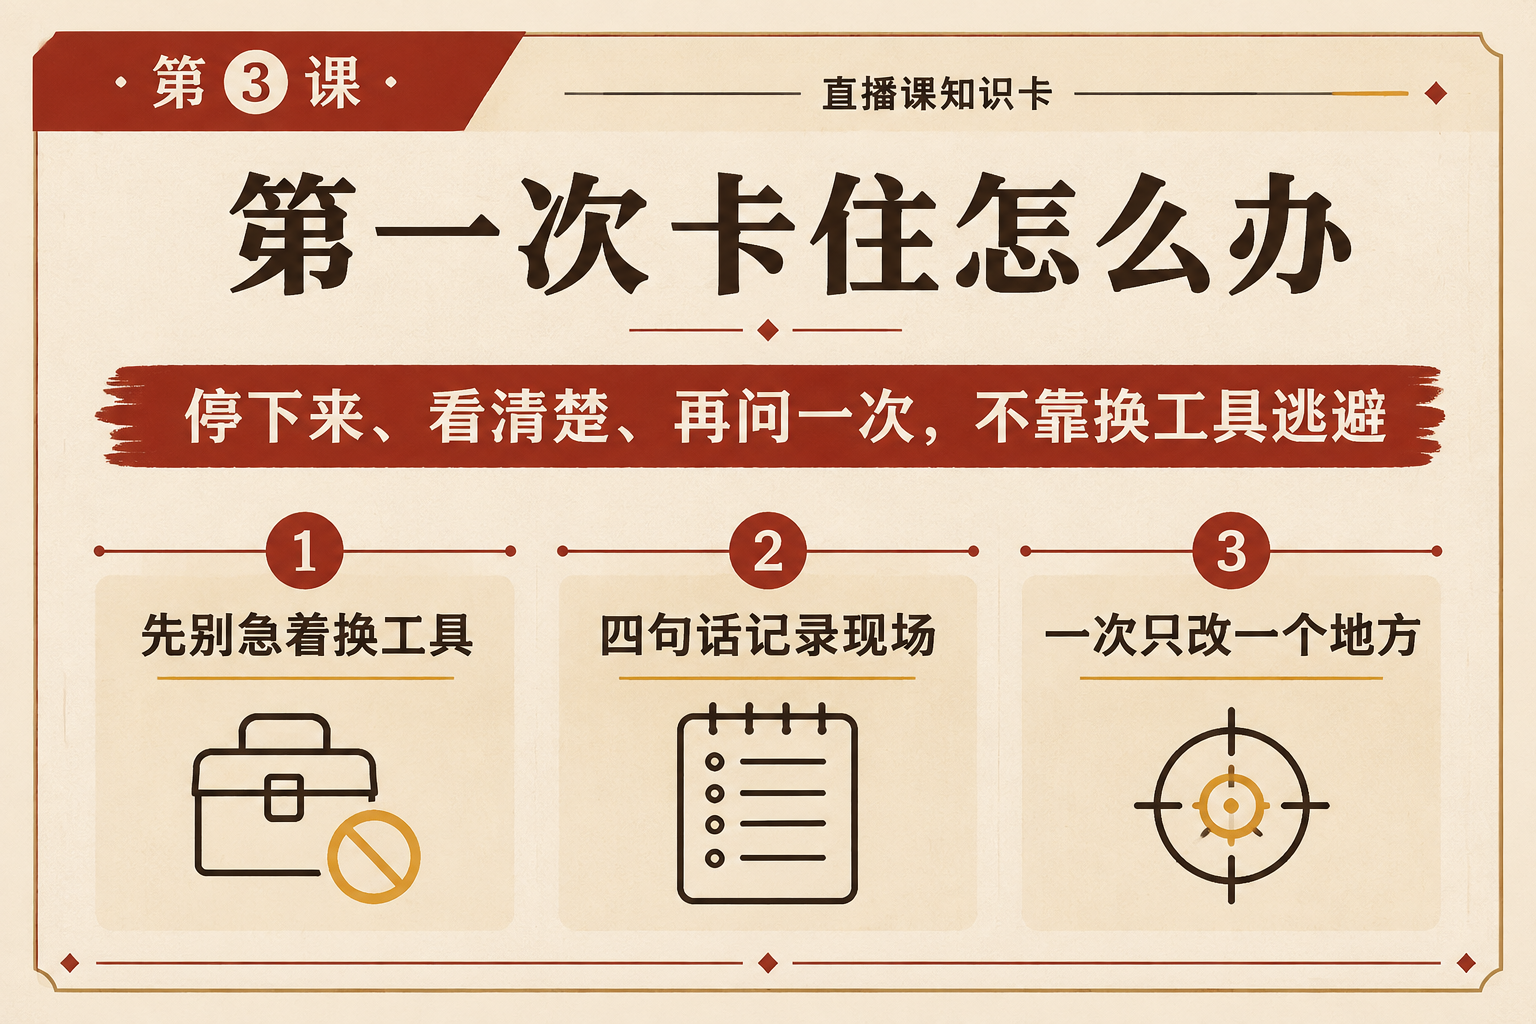 第3课
直播课知识卡
第一次卡住怎么办
停下来、看清楚、再问一次，不靠换工具逃避
1
先别急着换工具
2
四句话记录现场
3
一次只改一个地方